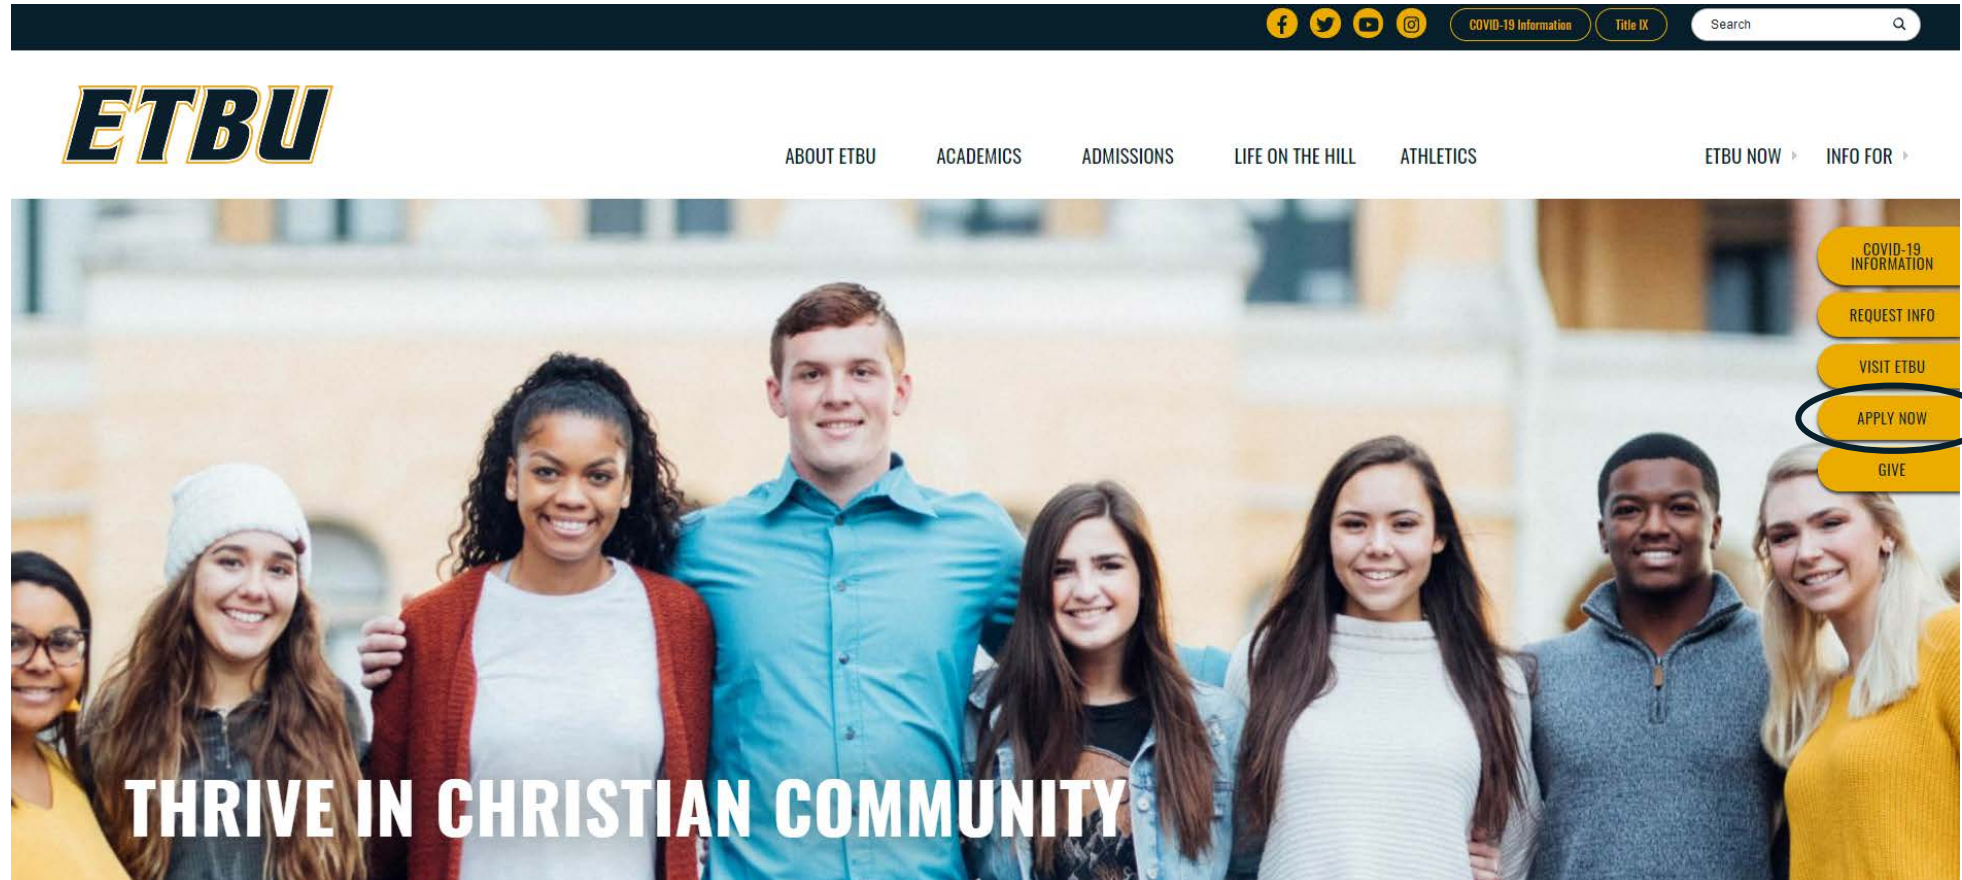 COVID-19 Information
Title IX
Search
ETBU
ABOUT ETBU
ACADEMICS
ADMISSIONS
LIFE ON THE HILL
ATHLETICS
ETBU NOW
INFO FOR
COVID-19
INFORMATION
REQUEST INFO
VISIT ETBU
APPLY NOW
GIVE
THRIVE IN CHRISTIAN COMMUNITY